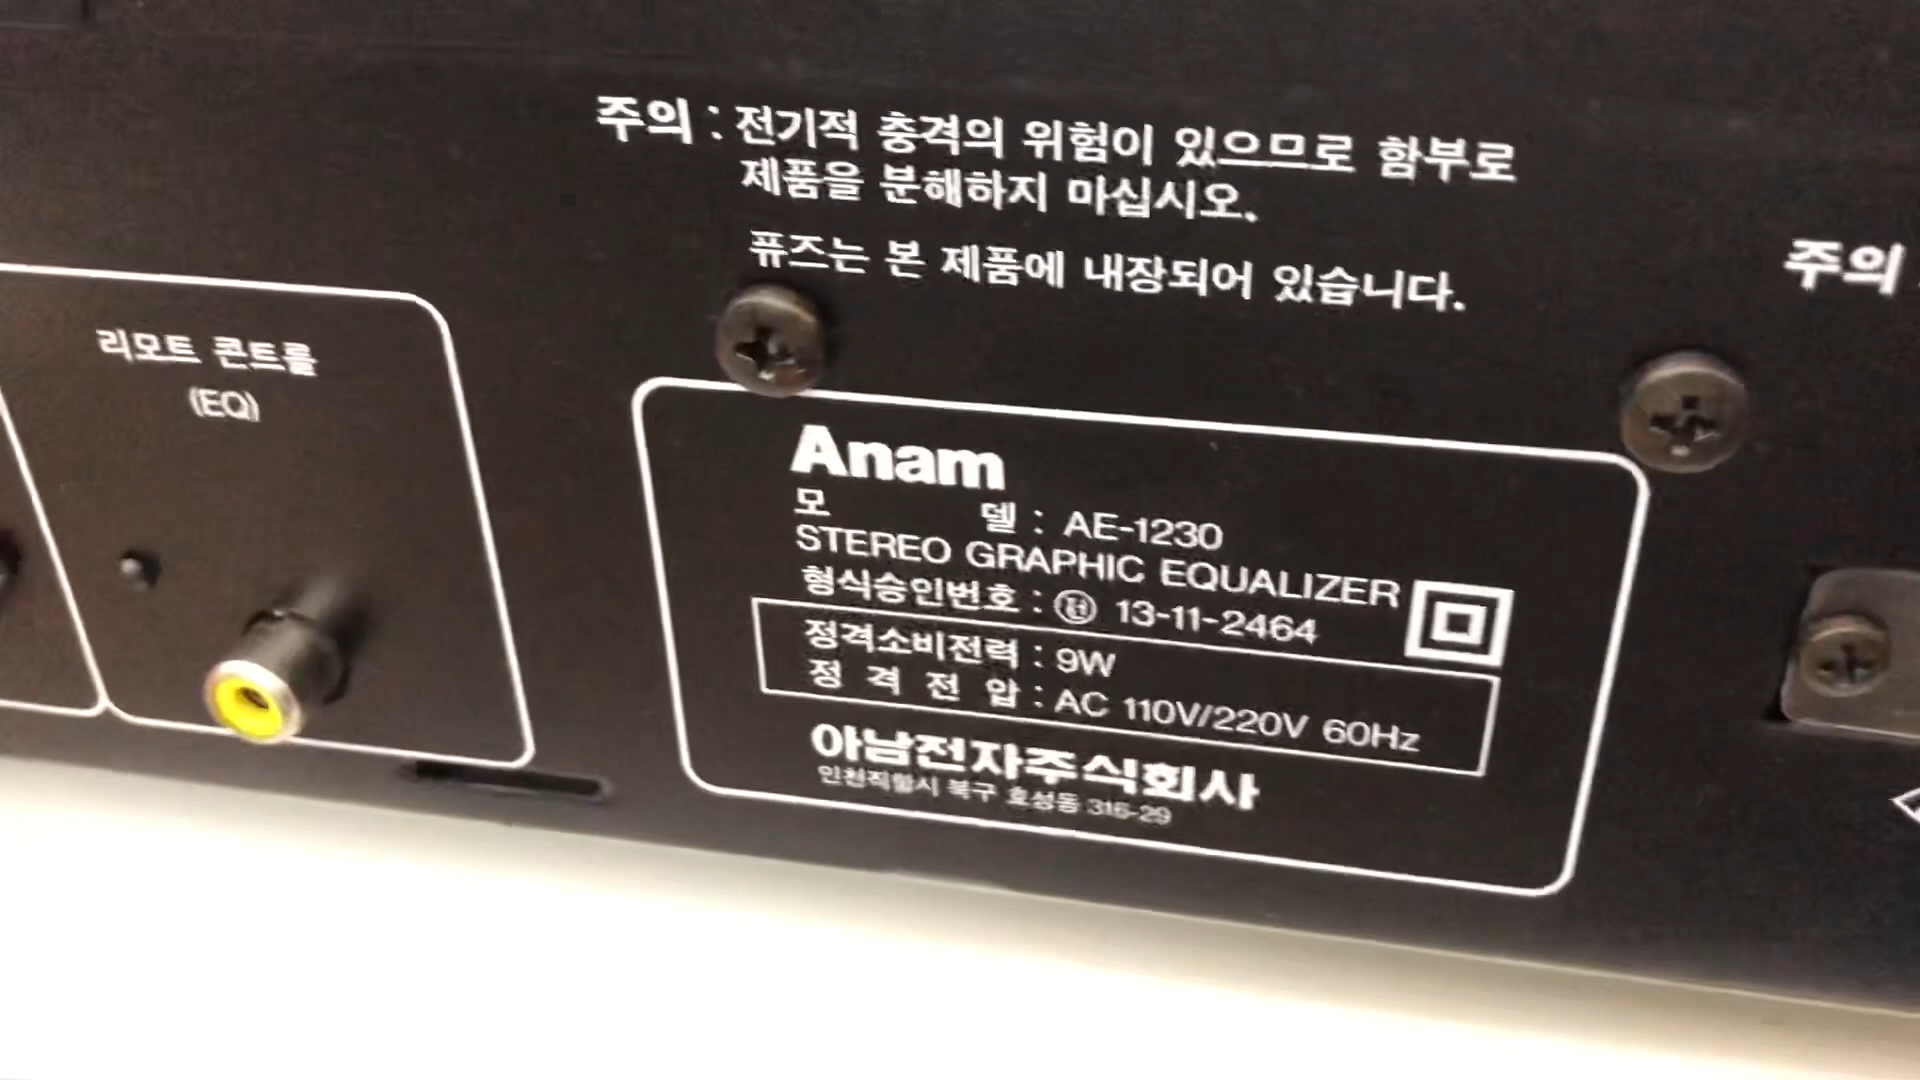 주의 : 전기적 충격의 위험이 있으므로 함부로
제품을 분해하지 마십시오.
퓨즈는 본 제품에 내장되어 있습니다.
주의
리모트 콘트롤
(EQ)
Anam
모 델 : AE-1230
STEREO GRAPHIC EQUALIZER
형식승인번호 : ㊞ 13-11-2464
정격소비전력 : 9W
정 격 전 압 : AC 110V/220V 60Hz
아남전자주식회사
인천직할시 북구 효성동 316-29